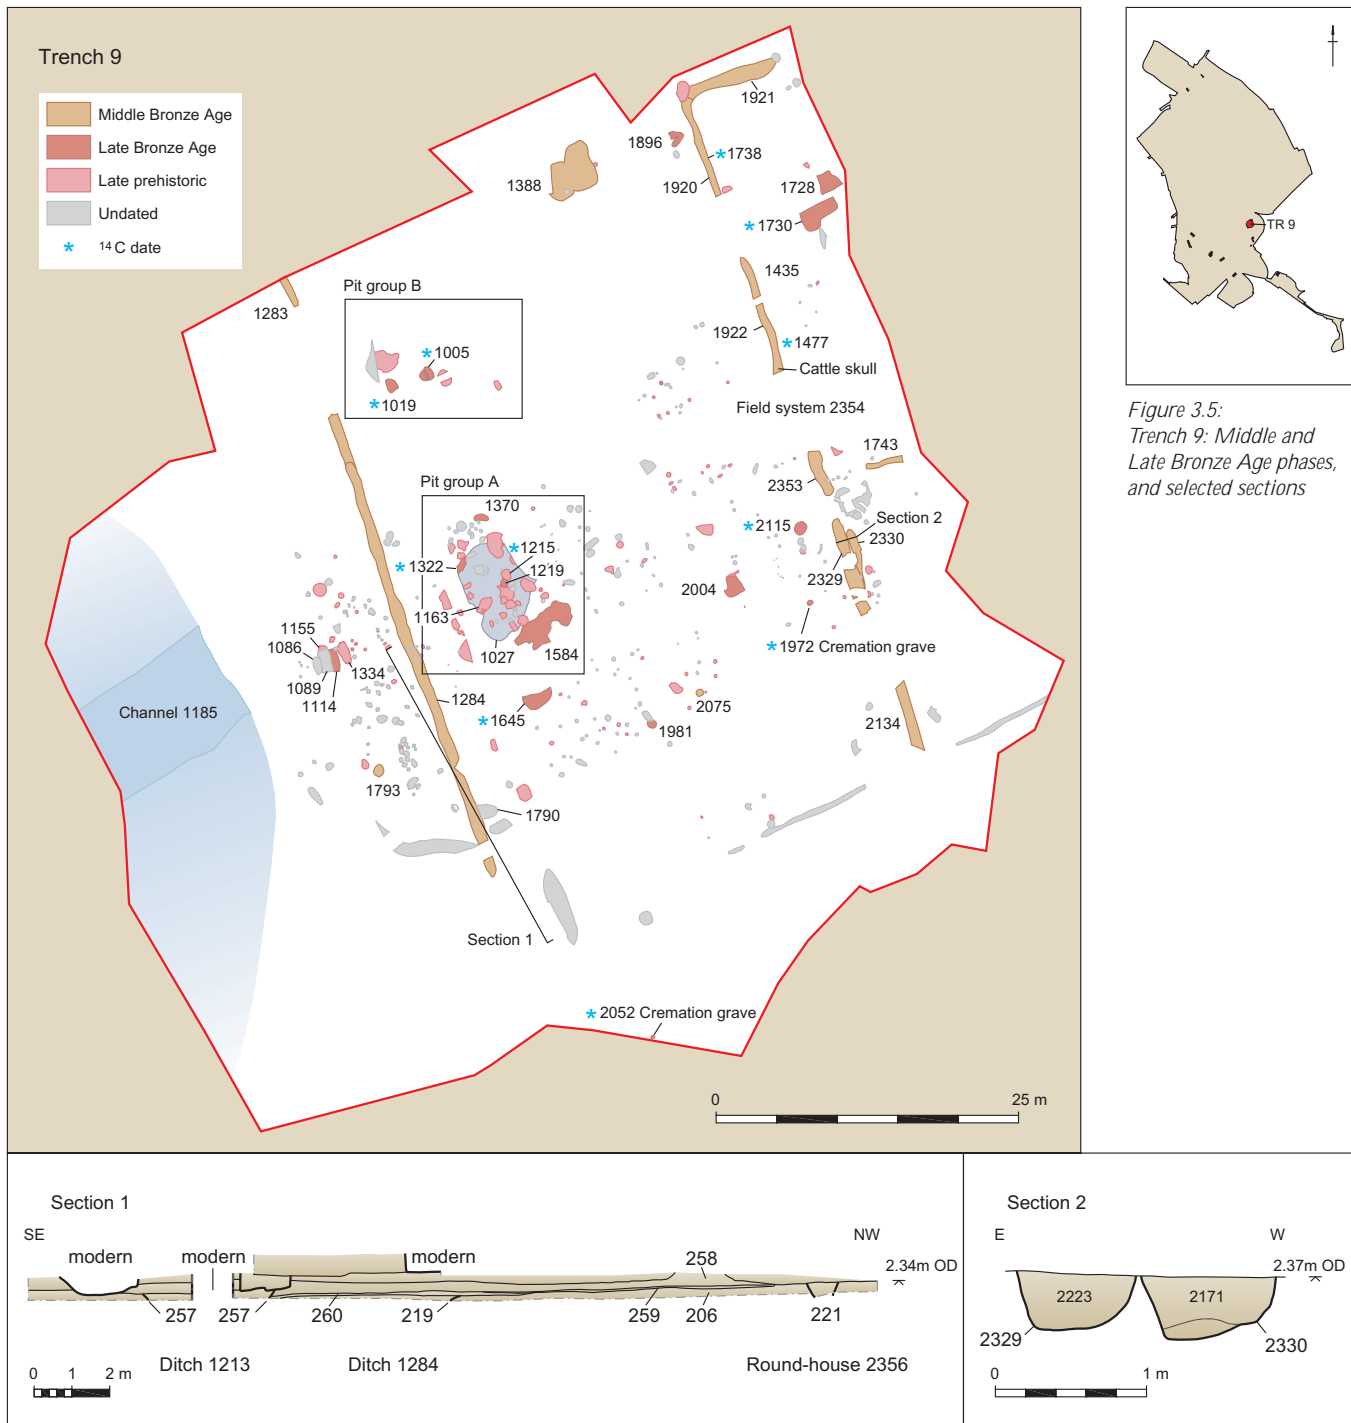 Trench 9
Middle Bronze Age
Late Bronze Age
Late prehistoric
Undated
* ¹⁴C date
1921
1896
* 1738
1388
1920
1728
* 1730
1435
1283
Pit group B
1922
* 1477
* 1005
Cattle skull
* 1019
Field system 2354
1743
2353
Pit group A
1370
* 2115
Section 2
2330
* 1215
* 1322
1219
2329
2004
1163
1155
1086
* 1972 Cremation grave
1027
1584
1334
1089
1114
1284
2075
Channel 1185
* 1645
1981
2134
1793
1790
Section 1
* 2052 Cremation grave
0 25 m
TR 9
Figure 3.5:
Trench 9: Middle and
Late Bronze Age phases,
and selected sections
Section 1
SE NW
modern modern modern
258
2.34m OD
257 257 260 219 259 206 221
Ditch 1213 Ditch 1284 Round-house 2356
0 1 2 m
Section 2
E W
2.37m OD
2223 2171
2329 2330
0 1 m